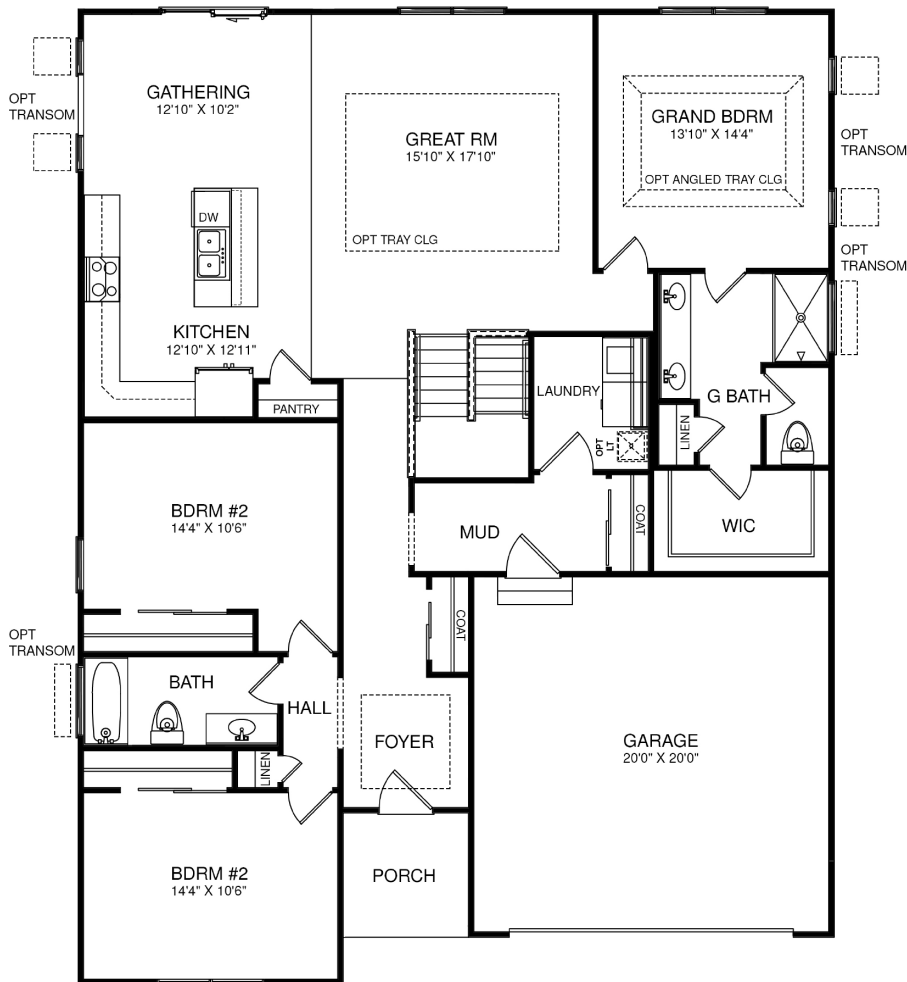 GATHERING
12'10" X 10'2"
OPT
TRANSOM
GREAT RM
15'10" X 17'10"
OPT TRAY CLG
GRAND BDRM
13'10" X 14'4"
OPT ANGLED TRAY CLG
OPT
TRANSOM
OPT
TRANSOM
DW
KITCHEN
12'10" X 12'11"
PANTRY
LAUNDRY
OPT
LT
G BATH
LINEN
WIC
BDRM #2
14'4" X 10'6"
MUD
COAT
COAT
OPT
TRANSOM
BATH
HALL
LINEN
FOYER
GARAGE
20'0" X 20'0"
BDRM #2
14'4" X 10'6"
PORCH